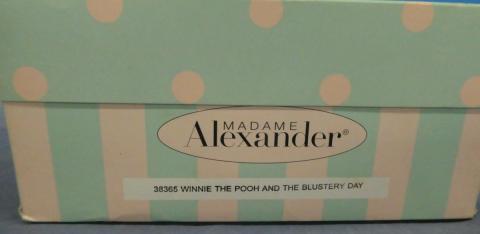 MADAME
Alexander®
38365 WINNIE THE POOH AND THE BLUSTERY DAY